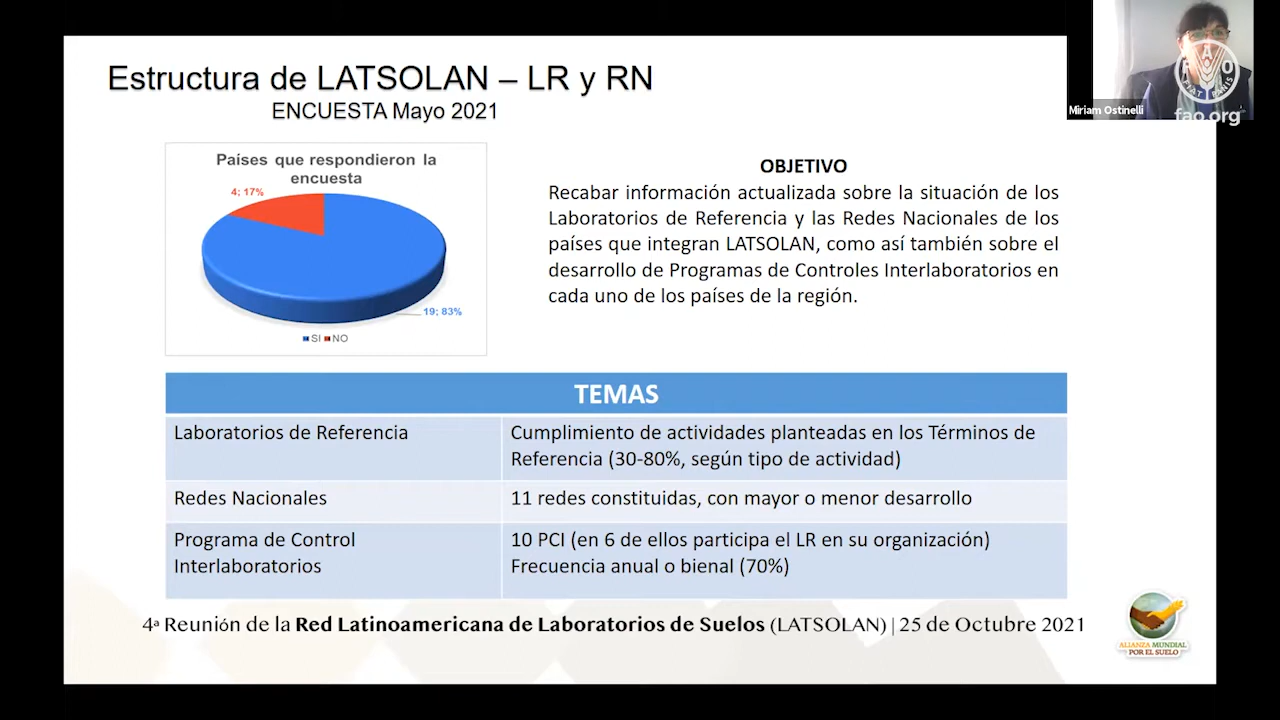 Estructura de LATSOLAN – LR y RN
ENCUESTA Mayo 2021
Países que respondieron la
encuesta
4; 17%
19; 83%
SI NO
OBJETIVO
Recabar información actualizada sobre la situación de los
Laboratorios de Referencia y las Redes Nacionales de los
países que integran LATSOLAN, como así también sobre el
desarrollo de Programas de Controles Interlaboratorios en
cada uno de los países de la región.
TEMAS
Laboratorios de Referencia
Cumplimiento de actividades planteadas en los Términos de
Referencia (30-80%, según tipo de actividad)
Redes Nacionales
11 redes constituidas, con mayor o menor desarrollo
Programa de Control
Interlaboratorios
10 PCI (en 6 de ellos participa el LR en su organización)
Frecuencia anual o bienal (70%)
4ª Reunión de la Red Latinoamericana de Laboratorios de Suelos (LATSOLAN) | 25 de Octubre 2021
ALIANZA MUNDIAL
POR EL SUELO
Miriam Ostinelli
FAO
FIAT PANIS
fao.org